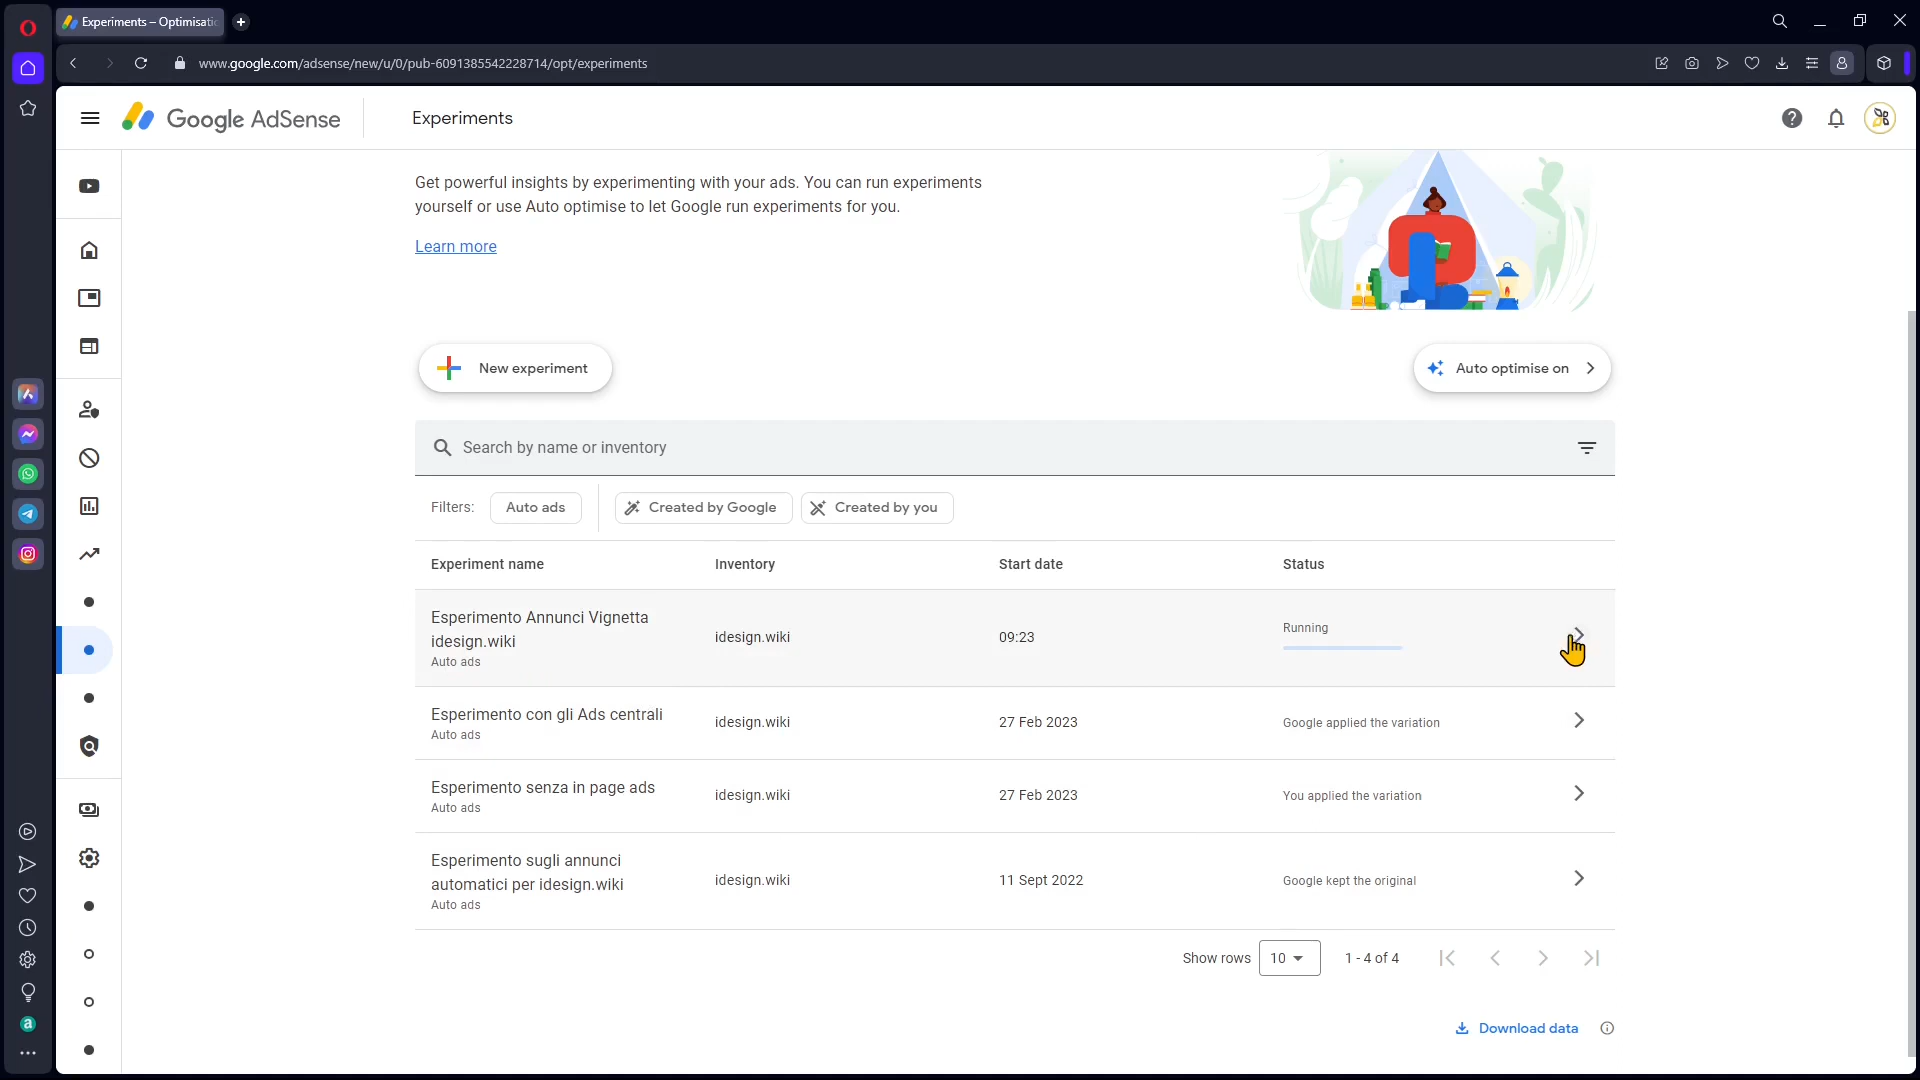 Experiments – Optimisatic
www.google.com/adsense/new/u/0/pub-6091385542228714/opt/experiments
Google AdSense
Experiments
Get powerful insights by experimenting with your ads. You can run experiments
yourself or use Auto optimise to let Google run experiments for you.
Learn more
New experiment
Auto optimise on
Search by name or inventory
Filters:
Auto ads
Created by Google
Created by you
Experiment name
Inventory
Start date
Status
Esperimento Annunci Vignetta
idesign.wiki
Auto ads
idesign.wiki
09:23
Running
Esperimento con gli Ads centrali
Auto ads
idesign.wiki
27 Feb 2023
Google applied the variation
Esperimento senza in page ads
Auto ads
idesign.wiki
27 Feb 2023
You applied the variation
Esperimento sugli annunci
automatici per idesign.wiki
Auto ads
idesign.wiki
11 Sept 2022
Google kept the original
Show rows
10
1 - 4 of 4
Download data